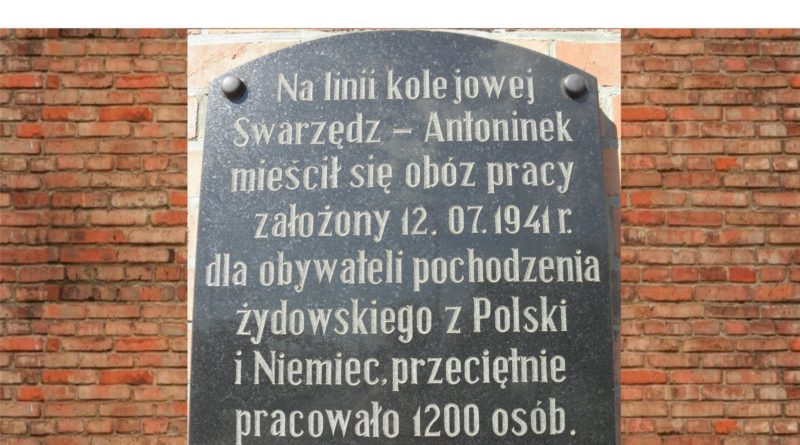 Na linii kolejowej
Swarzędz – Antoninek
mieścił się obóz pracy
założony 12. 07. 1941 r.
dla obywateli pochodzenia
żydowskiego z Polski
i Niemiec, przeciętnie
pracowało 1200 osób.